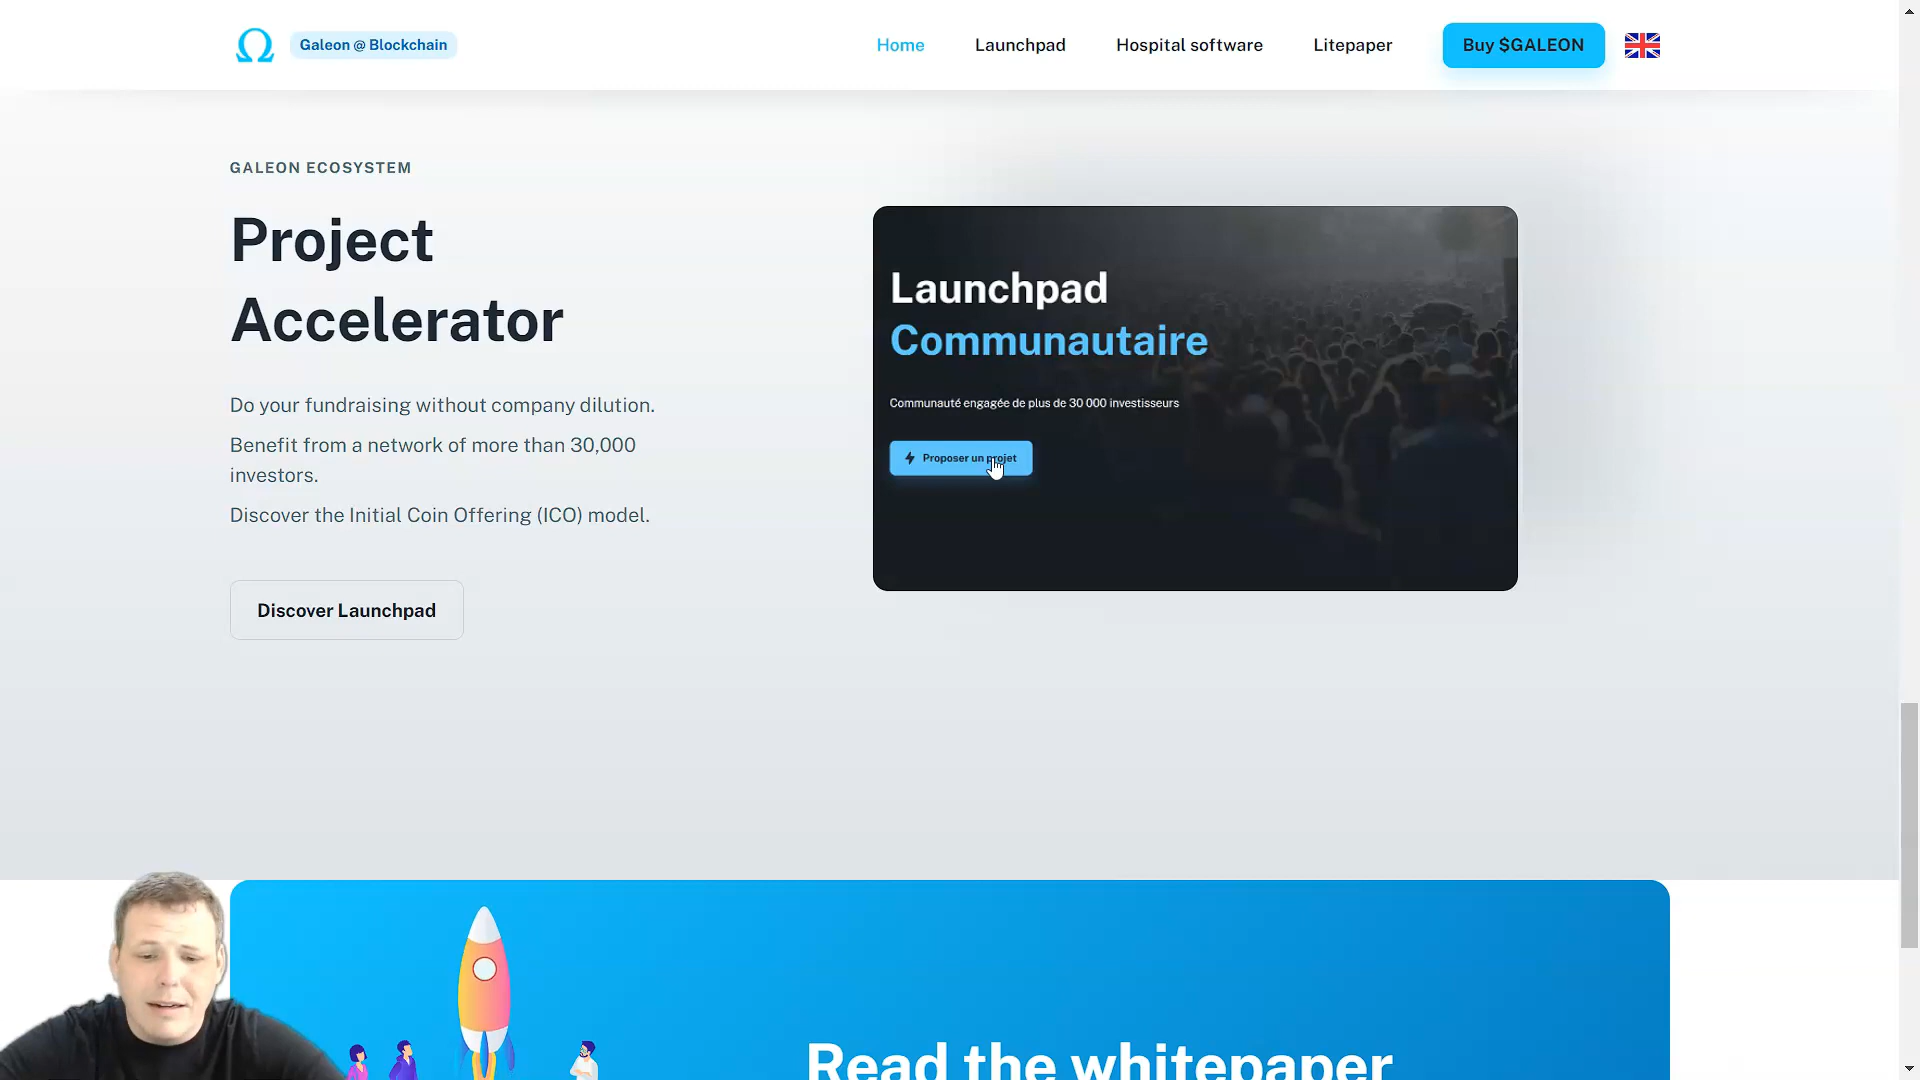 Galeon @ Blockchain
Home
Launchpad
Hospital software
Litepaper
Buy $GALEON
GALEON ECOSYSTEM
Project
Accelerator
Do your fundraising without company dilution.
Benefit from a network of more than 30,000
investors.
Discover the Initial Coin Offering (ICO) model.
Discover Launchpad
Launchpad
Communautaire
Communauté engagée de plus de 30 000 investisseurs
Proposer un projet
Read the whitepaper